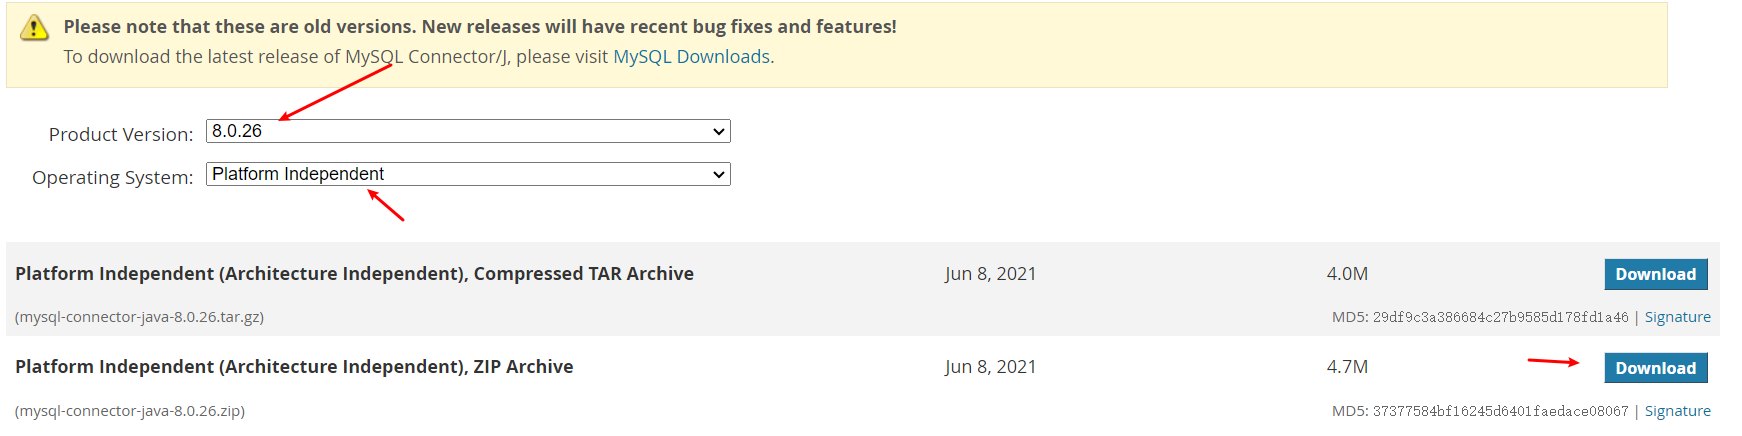 Please note that these are old versions. New releases will have recent bug fixes and features!
To download the latest release of MySQL Connector/J, please visit MySQL Downloads.
Product Version: 8.0.26
Operating System: Platform Independent
Platform Independent (Architecture Independent), Compressed TAR Archive Jun 8, 2021 4.0M Download
(mysql-connector-java-8.0.26.tar.gz) MD5: 29df9c3a386684c27b9585d178fd1a46 | Signature
Platform Independent (Architecture Independent), ZIP Archive Jun 8, 2021 4.7M Download
(mysql-connector-java-8.0.26.zip) MD5: 37377584bf16245d6401faedace08067 | Signature